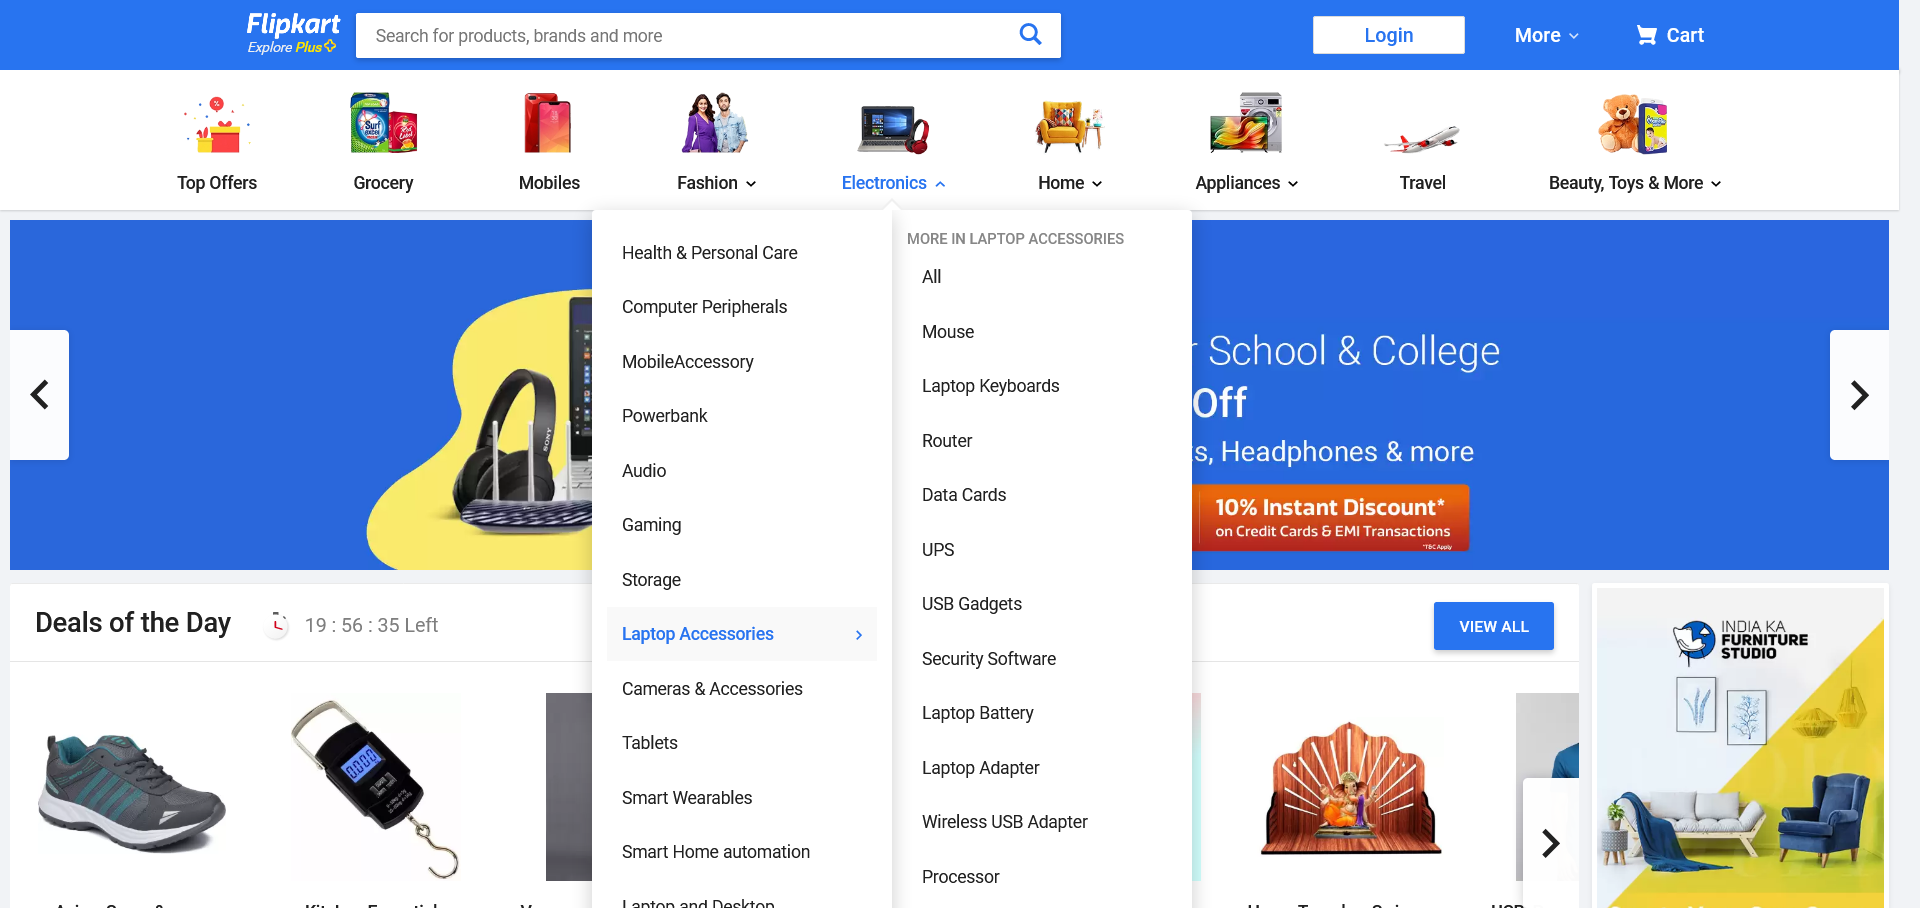 Flipkart
Explore Plus
Search for products, brands and more
Login
More
Cart
Top Offers
Grocery
Mobiles
Fashion
Electronics
Home
Appliances
Travel
Beauty, Toys & More
Surf excel
Health & Personal Care
Computer Peripherals
MobileAccessory
Powerbank
Audio
Gaming
Storage
Laptop Accessories
Cameras & Accessories
Tablets
Smart Wearables
Smart Home automation
Laptop and Desktop
MORE IN LAPTOP ACCESSORIES
All
Mouse
Laptop Keyboards
Router
Data Cards
UPS
USB Gadgets
Security Software
Laptop Battery
Laptop Adapter
Wireless USB Adapter
Processor
SONY
School & College
Off
Headphones & more
10% Instant Discount*
on Credit Cards & EMI Transactions
*T&C Apply
Deals of the Day
19 : 56 : 35 Left
VIEW ALL
INDIA KA
FURNITURE
STUDIO